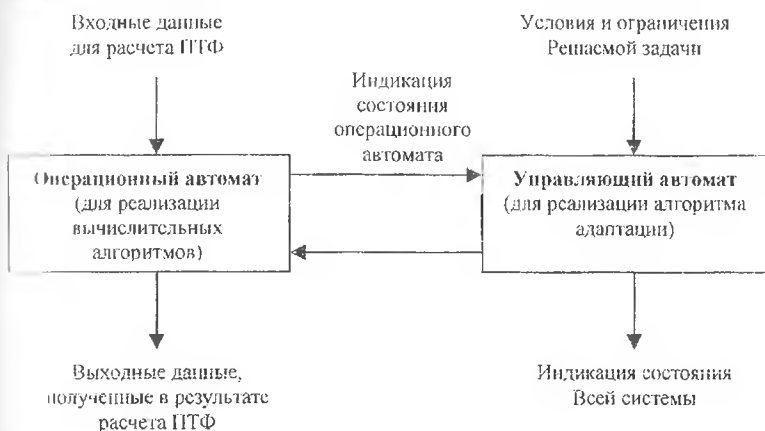 Входные данные
для расчета ПТФ
Условия и ограничения
Решаемой задачи
Индикация
состояния
операционного
автомата
Операционный автомат
(для реализации
вычислительных
алгоритмов)
Управляющий автомат
(для реализации алгоритма
адаптации)
Выходные данные,
полученные в результате
расчета ПТФ
Индикация состояния
Всей системы